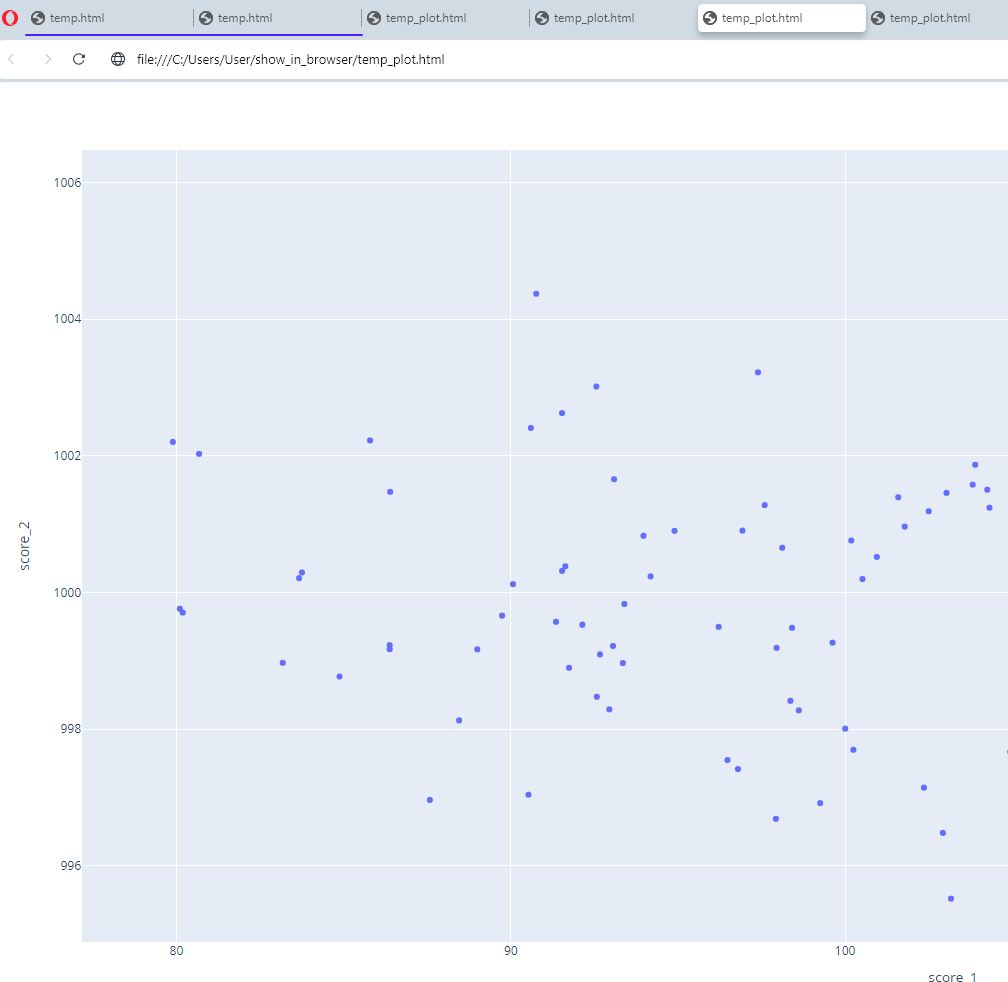 temp.html temp.html temp_plot.html temp_plot.html temp_plot.html temp_plot.html
file:///C:/Users/User/show_in_browser/temp_plot.html
1006
1004
1002
score_2
1000
998
996
80 90 100
score_1